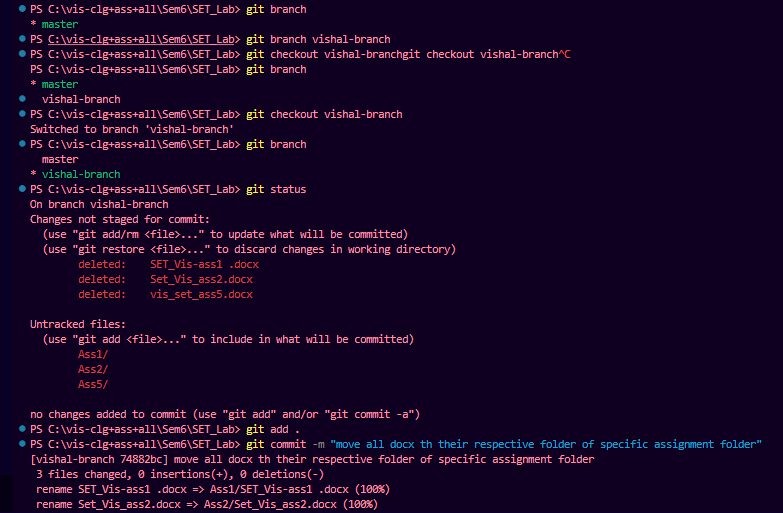 PS C:\vis-clg+ass+all\Sem6\SET_Lab> git branch
* master
PS C:\vis-clg+ass+all\Sem6\SET_Lab> git branch vishal-branch
PS C:\vis-clg+ass+all\Sem6\SET_Lab> git checkout vishal-branchgit checkout vishal-branch^C
PS C:\vis-clg+ass+all\Sem6\SET_Lab> git branch
* master
vishal-branch
PS C:\vis-clg+ass+all\Sem6\SET_Lab> git checkout vishal-branch
Switched to branch 'vishal-branch'
PS C:\vis-clg+ass+all\Sem6\SET_Lab> git branch
master
* vishal-branch
PS C:\vis-clg+ass+all\Sem6\SET_Lab> git status
On branch vishal-branch
Changes not staged for commit:
(use "git add/rm <file>..." to update what will be committed)
(use "git restore <file>..." to discard changes in working directory)
deleted:    SET_Vis-ass1 .docx
deleted:    Set_Vis_ass2.docx
deleted:    vis_set_ass5.docx
Untracked files:
(use "git add <file>..." to include in what will be committed)
Ass1/
Ass2/
Ass5/
no changes added to commit (use "git add" and/or "git commit -a")
PS C:\vis-clg+ass+all\Sem6\SET_Lab> git add .
PS C:\vis-clg+ass+all\Sem6\SET_Lab> git commit -m "move all docx th their respective folder of specific assignment folder"
[vishal-branch 74882bc] move all docx th their respective folder of specific assignment folder
3 files changed, 0 insertions(+), 0 deletions(-)
rename SET_Vis-ass1 .docx => Ass1/SET_Vis-ass1 .docx (100%)
rename Set_Vis_ass2.docx => Ass2/Set_Vis_ass2.docx (100%)